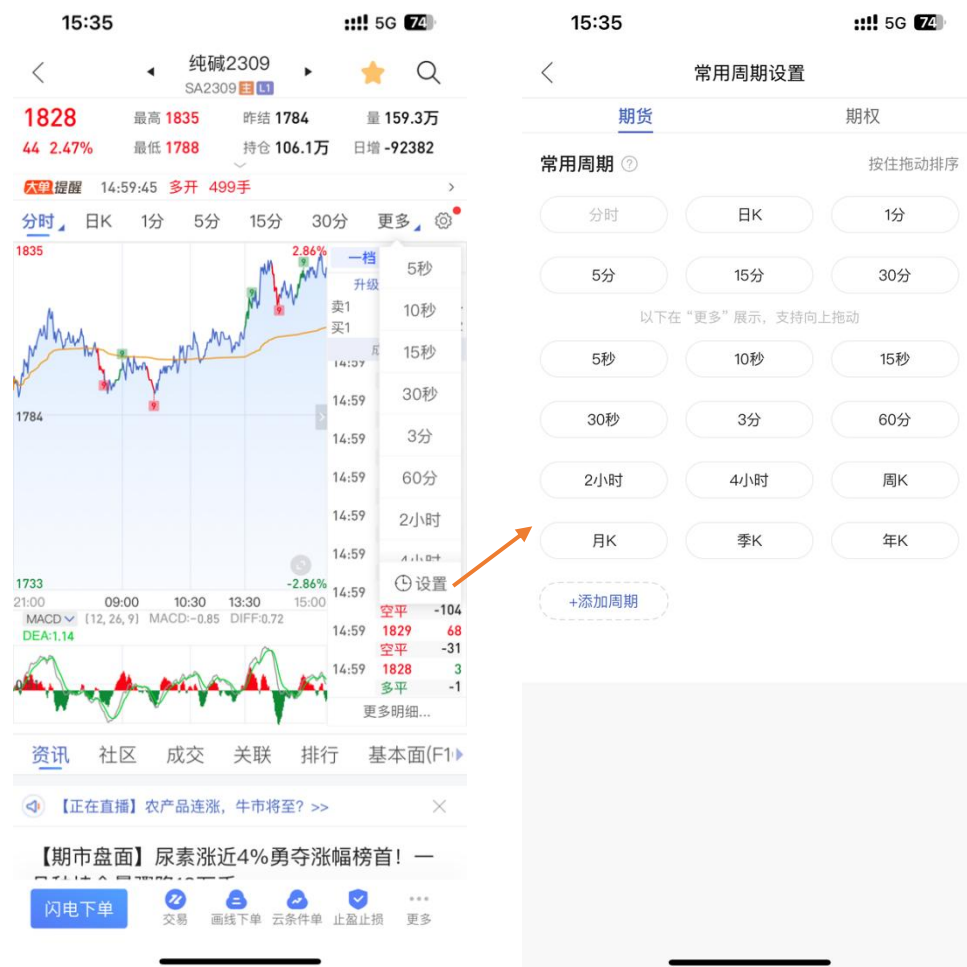 15:35
5G 74
纯碱2309
SA2309 主 L1
1828
最高 1835
昨结 1784
量 159.3万
44 2.47%
最低 1788
持仓 106.1万
日增 -92382
大单提醒 14:59:45 多开 499手
分时 日K 1分 5分 15分 30分 更多
1835
2.86%
1784
1733
-2.86%
9
9
9
9
9
9
一档
升级
卖1
买1
成
14:59
14:59
14:59
14:59
14:59
14:59
14:59
14:59
14:59
5秒
10秒
15秒
30秒
3分
60分
2小时
4小时
设置
21:00 09:00 10:30 13:30 15:00
空平 -104
1829 68
空平 -31
1828 3
多平 -1
更多明细...
MACD (12, 26, 9) MACD:-0.85 DIFF:0.72
DEA:1.14
资讯 社区 成交 关联 排行 基本面(F1
【正在直播】农产品连涨，牛市将至？>>
【期市盘面】尿素涨近4%勇夺涨幅榜首！一
闪电下单
交易
画线下单
云条件单
止盈止损
更多
15:35
5G 74
常用周期设置
期货 期权
常用周期 ?
按住拖动排序
分时 日K 1分
5分 15分 30分
以下在“更多”展示，支持向上拖动
5秒 10秒 15秒
30秒 3分 60分
2小时 4小时 周K
月K 季K 年K
+添加周期